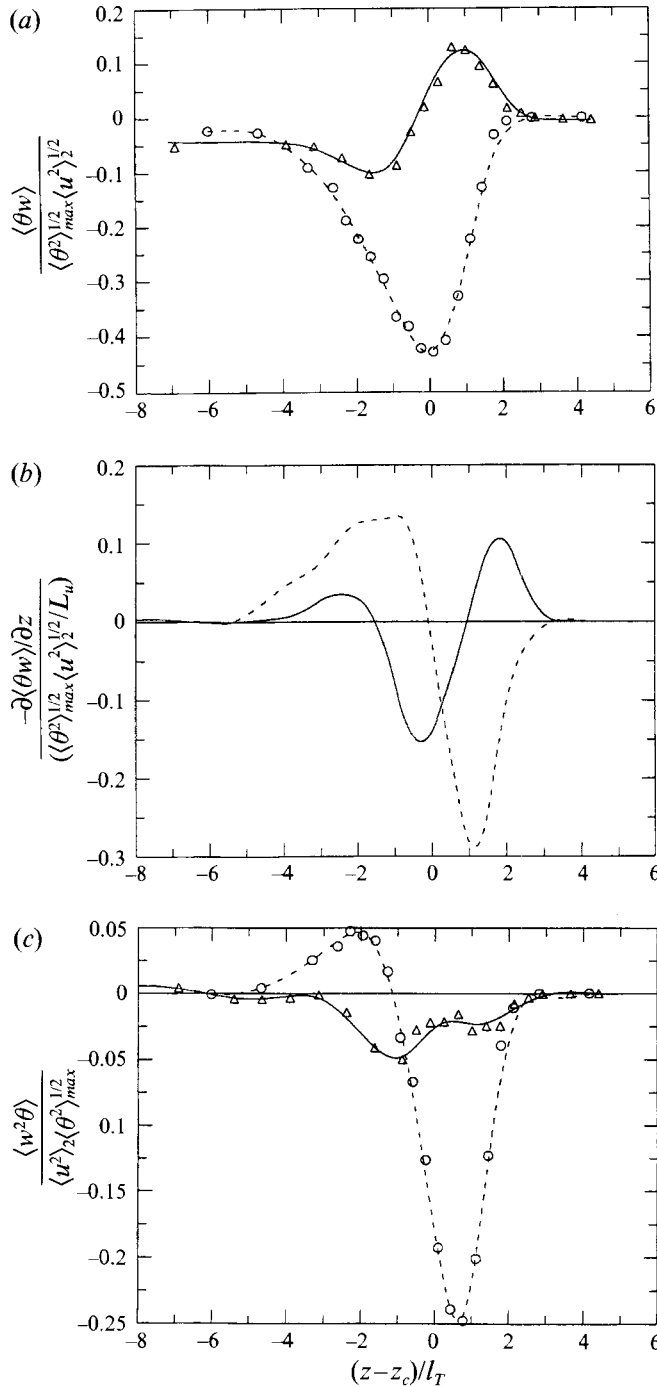 (a)
0.2
0.1
0
−0.1
−0.2
−0.3
−0.4
−0.5
⟨θw⟩
⟨θ²⟩^{1/2}_{max}⟨u²⟩^{1/2}_2
−8 −6 −4 −2 0 2 4 6
(b)
0.2
0.1
0
−0.1
−0.2
−0.3
−∂⟨θw⟩/∂z
(⟨θ²⟩^{1/2}_{max}⟨u²⟩^{1/2}_2/L_u)
−8 −6 −4 −2 0 2 4 6
(c)
0.05
0
0.05
0.1
−0.15
−0.2
−0.25
⟨w²θ⟩
⟨u²⟩_2⟨θ²⟩^{1/2}_{max}
−8 −6 −4 −2 0 2 4 6
(z−z_c)/l_T